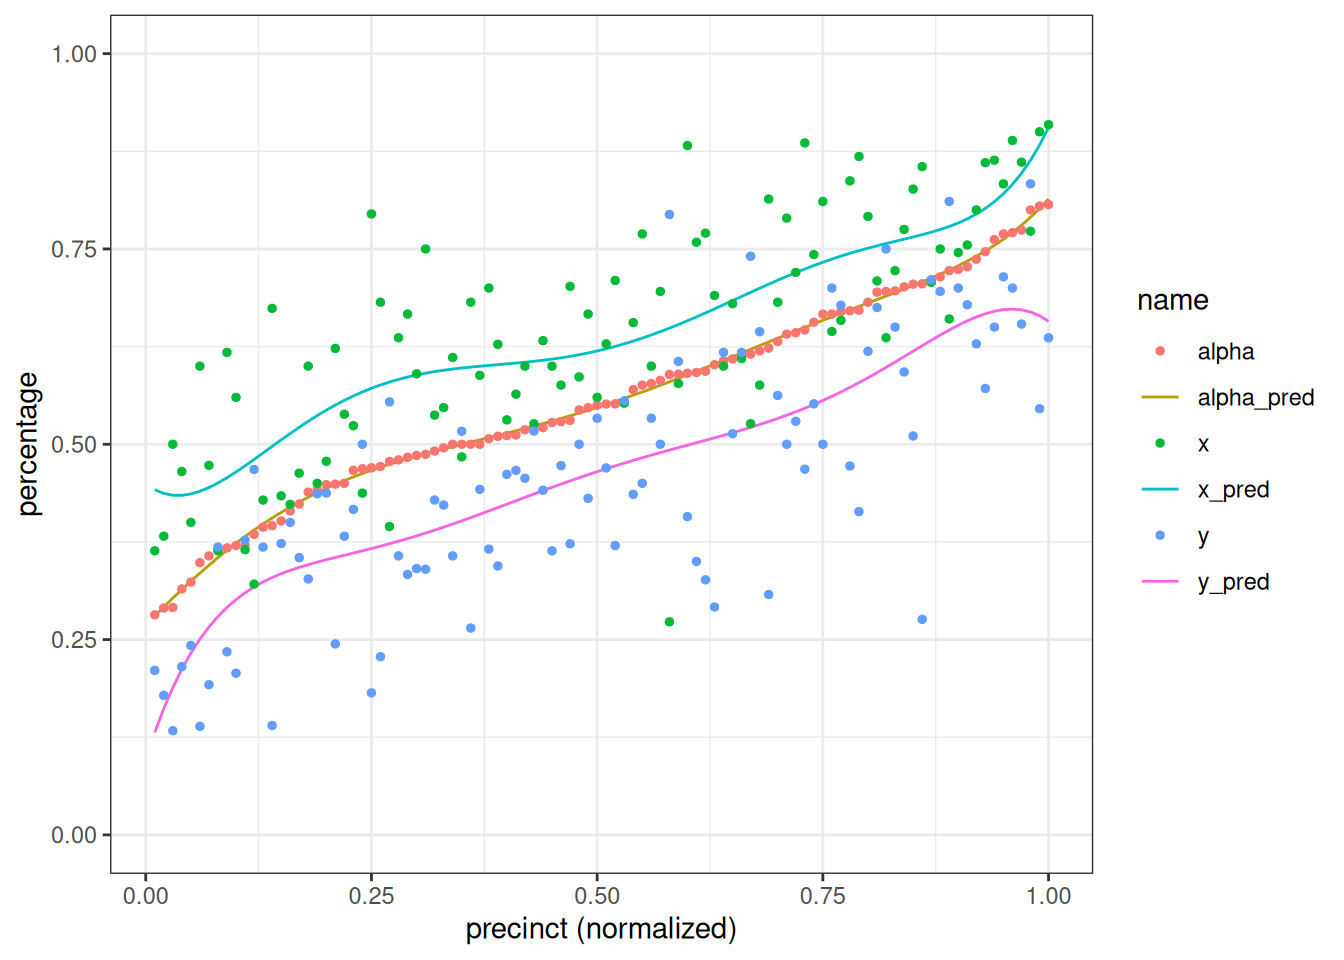 1.00
0.75
0.50
0.25
0.00
percentage
0.00 0.25 0.50 0.75 1.00
precinct (normalized)
name
alpha
alpha_pred
x
x_pred
y
y_pred